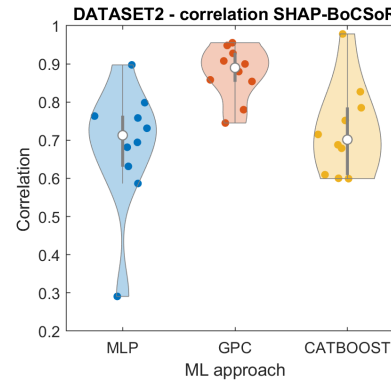 DATASET2 - correlation SHAP-BoCSoR
1
0.9
0.8
0.7
0.6
0.5
0.4
0.3
0.2
Correlation
MLP GPC CATBOOST
ML approach